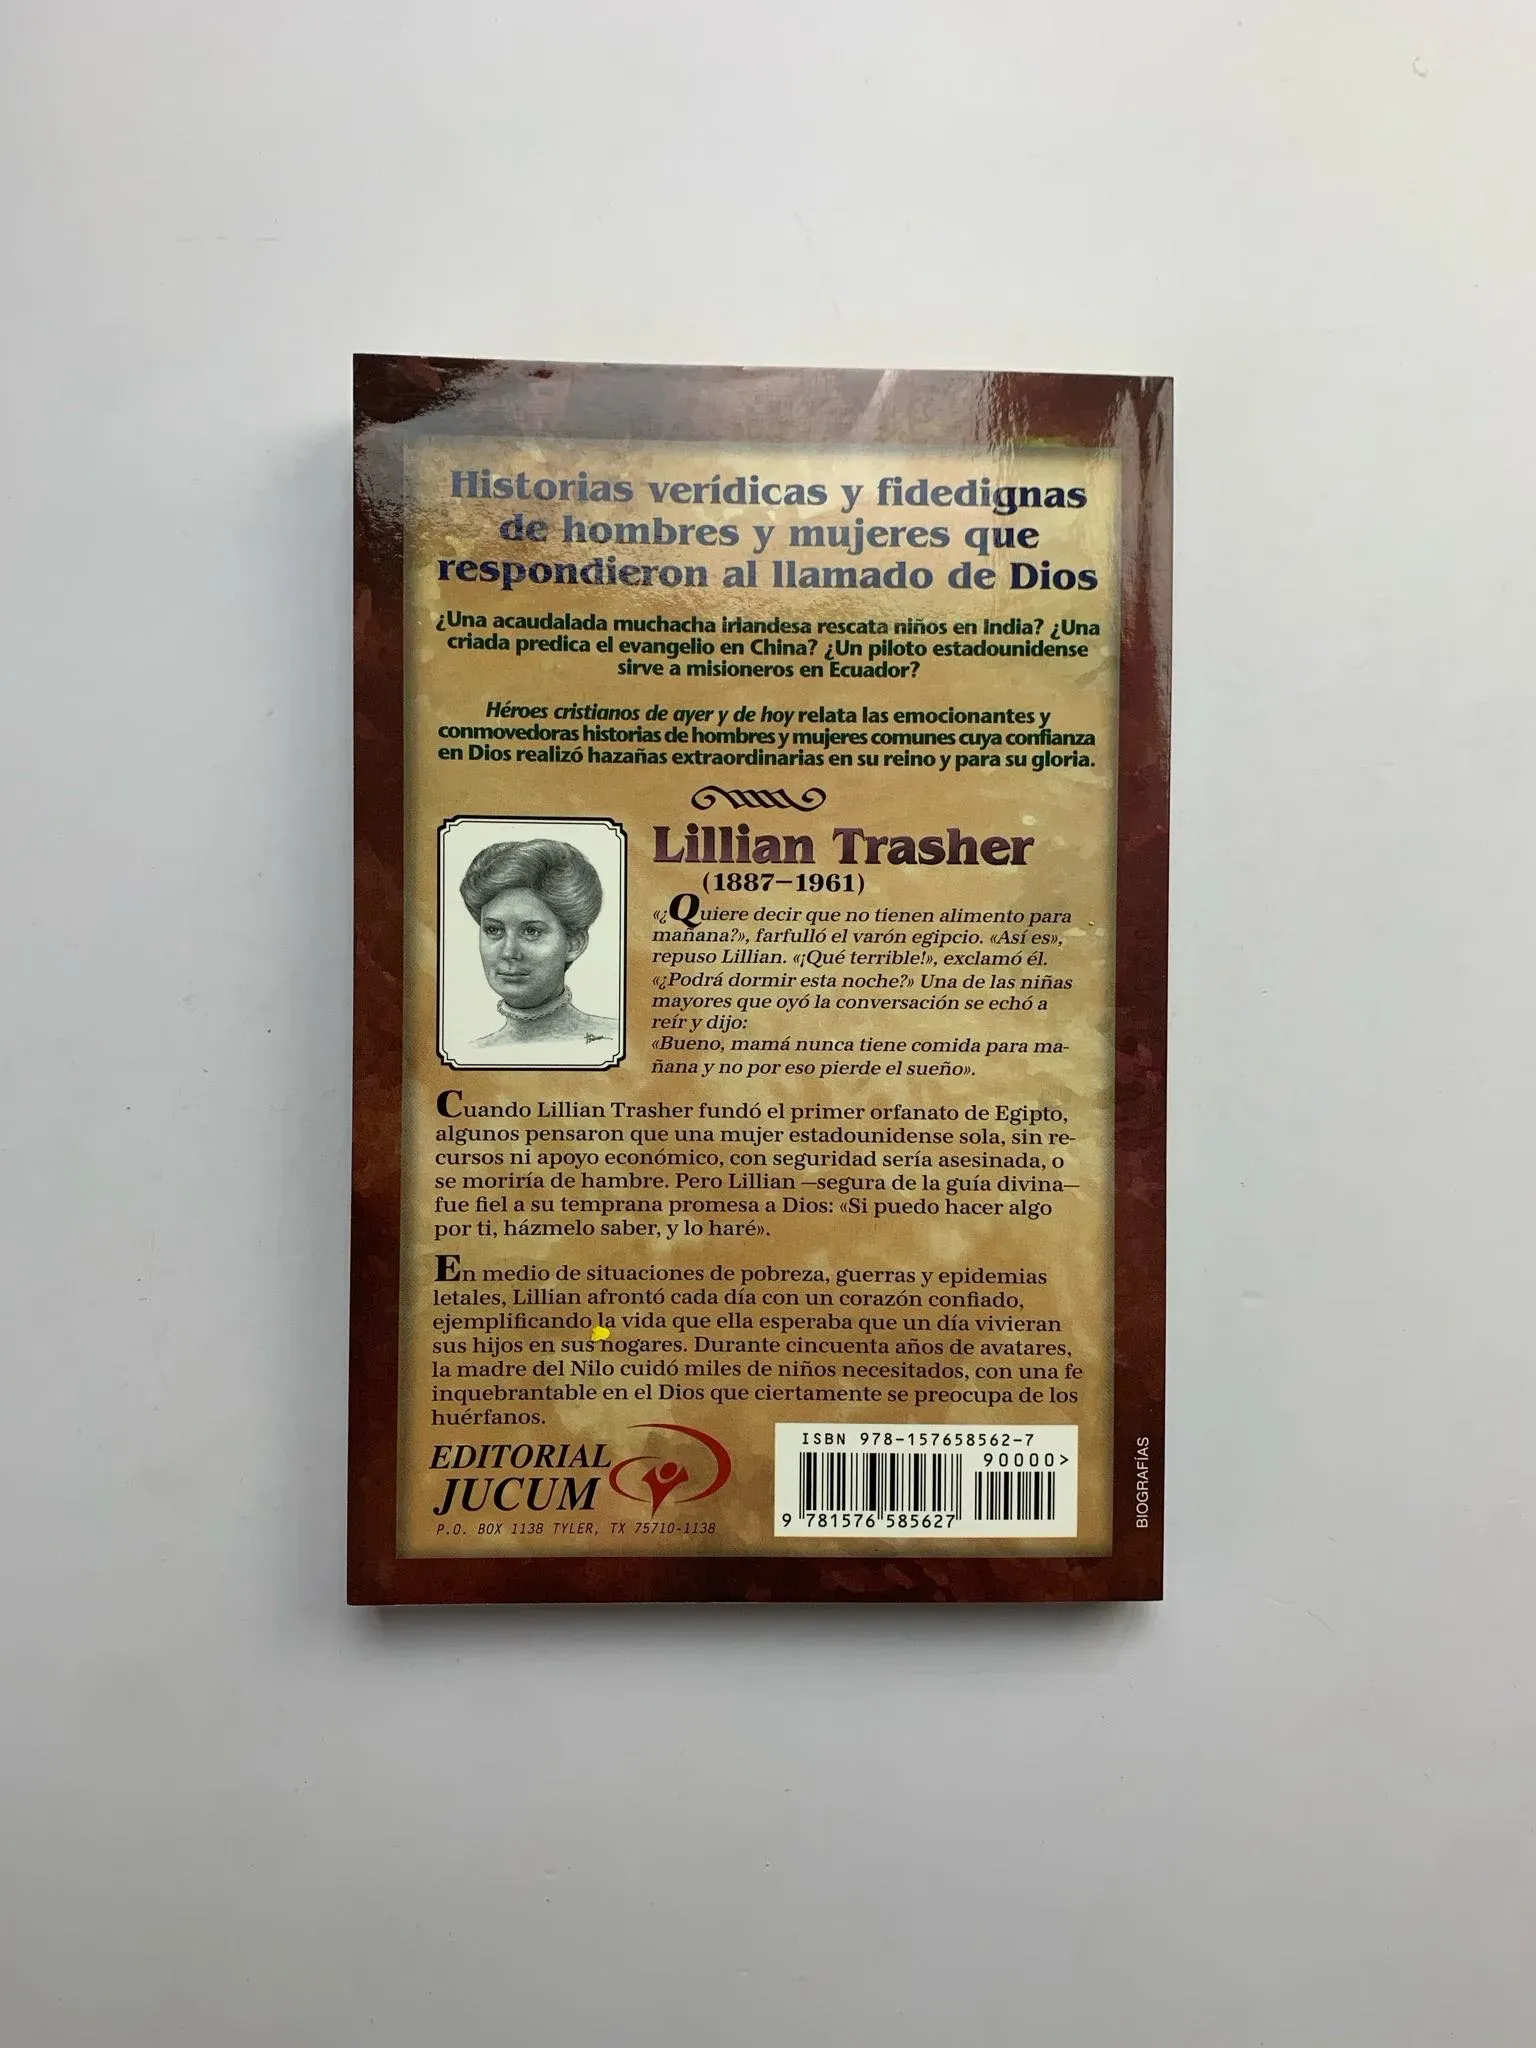 Historias verídicas y fidedignas
de hombres y mujeres que
respondieron al llamado de Dios
¿Una acaudalada muchacha irlandesa rescata niños en India? ¿Una
criada predica el evangelio en China? ¿Un piloto estadounidense
sirve a misioneros en Ecuador?
Héroes cristianos de ayer y de hoy relata las emocionantes y
conmovedoras historias de hombres y mujeres comunes cuya confianza
en Dios realizó hazañas extraordinarias en su reino y para su gloria.
Lillian Trasher
(1887–1961)
«¿Quiere decir que no tienen alimento para
mañana?», farfulló el varón egipcio. «Así es»,
repuso Lillian. «¡Qué terrible!», exclamó él.
«¿Podrá dormir esta noche?» Una de las niñas
mayores que oyó la conversación se echó a
reír y dijo:
«Bueno, mamá nunca tiene comida para ma-
ñana y no por eso pierde el sueño».
Cuando Lillian Trasher fundó el primer orfanato de Egipto,
algunos pensaron que una mujer estadounidense sola, sin re-
cursos ni apoyo económico, con seguridad sería asesinada, o
se moriría de hambre. Pero Lillian —segura de la guía divina—
fue fiel a su temprana promesa a Dios: «Si puedo hacer algo
por ti, házmelo saber, y lo haré».
En medio de situaciones de pobreza, guerras y epidemias
letales, Lillian afrontó cada día con un corazón confiado,
ejemplificando la vida que ella esperaba que un día vivieran
sus hijos en sus hogares. Durante cincuenta años de avatares,
la madre del Nilo cuidó miles de niños necesitados, con una fe
inquebrantable en el Dios que ciertamente se preocupa de los
huérfanos.
EDITORIAL
JUCUM
P.O. BOX 1138 TYLER, TX 75710-1138
ISBN 978-157658562-7
90000>
9 781576 585627
BIOGRAFÍAS